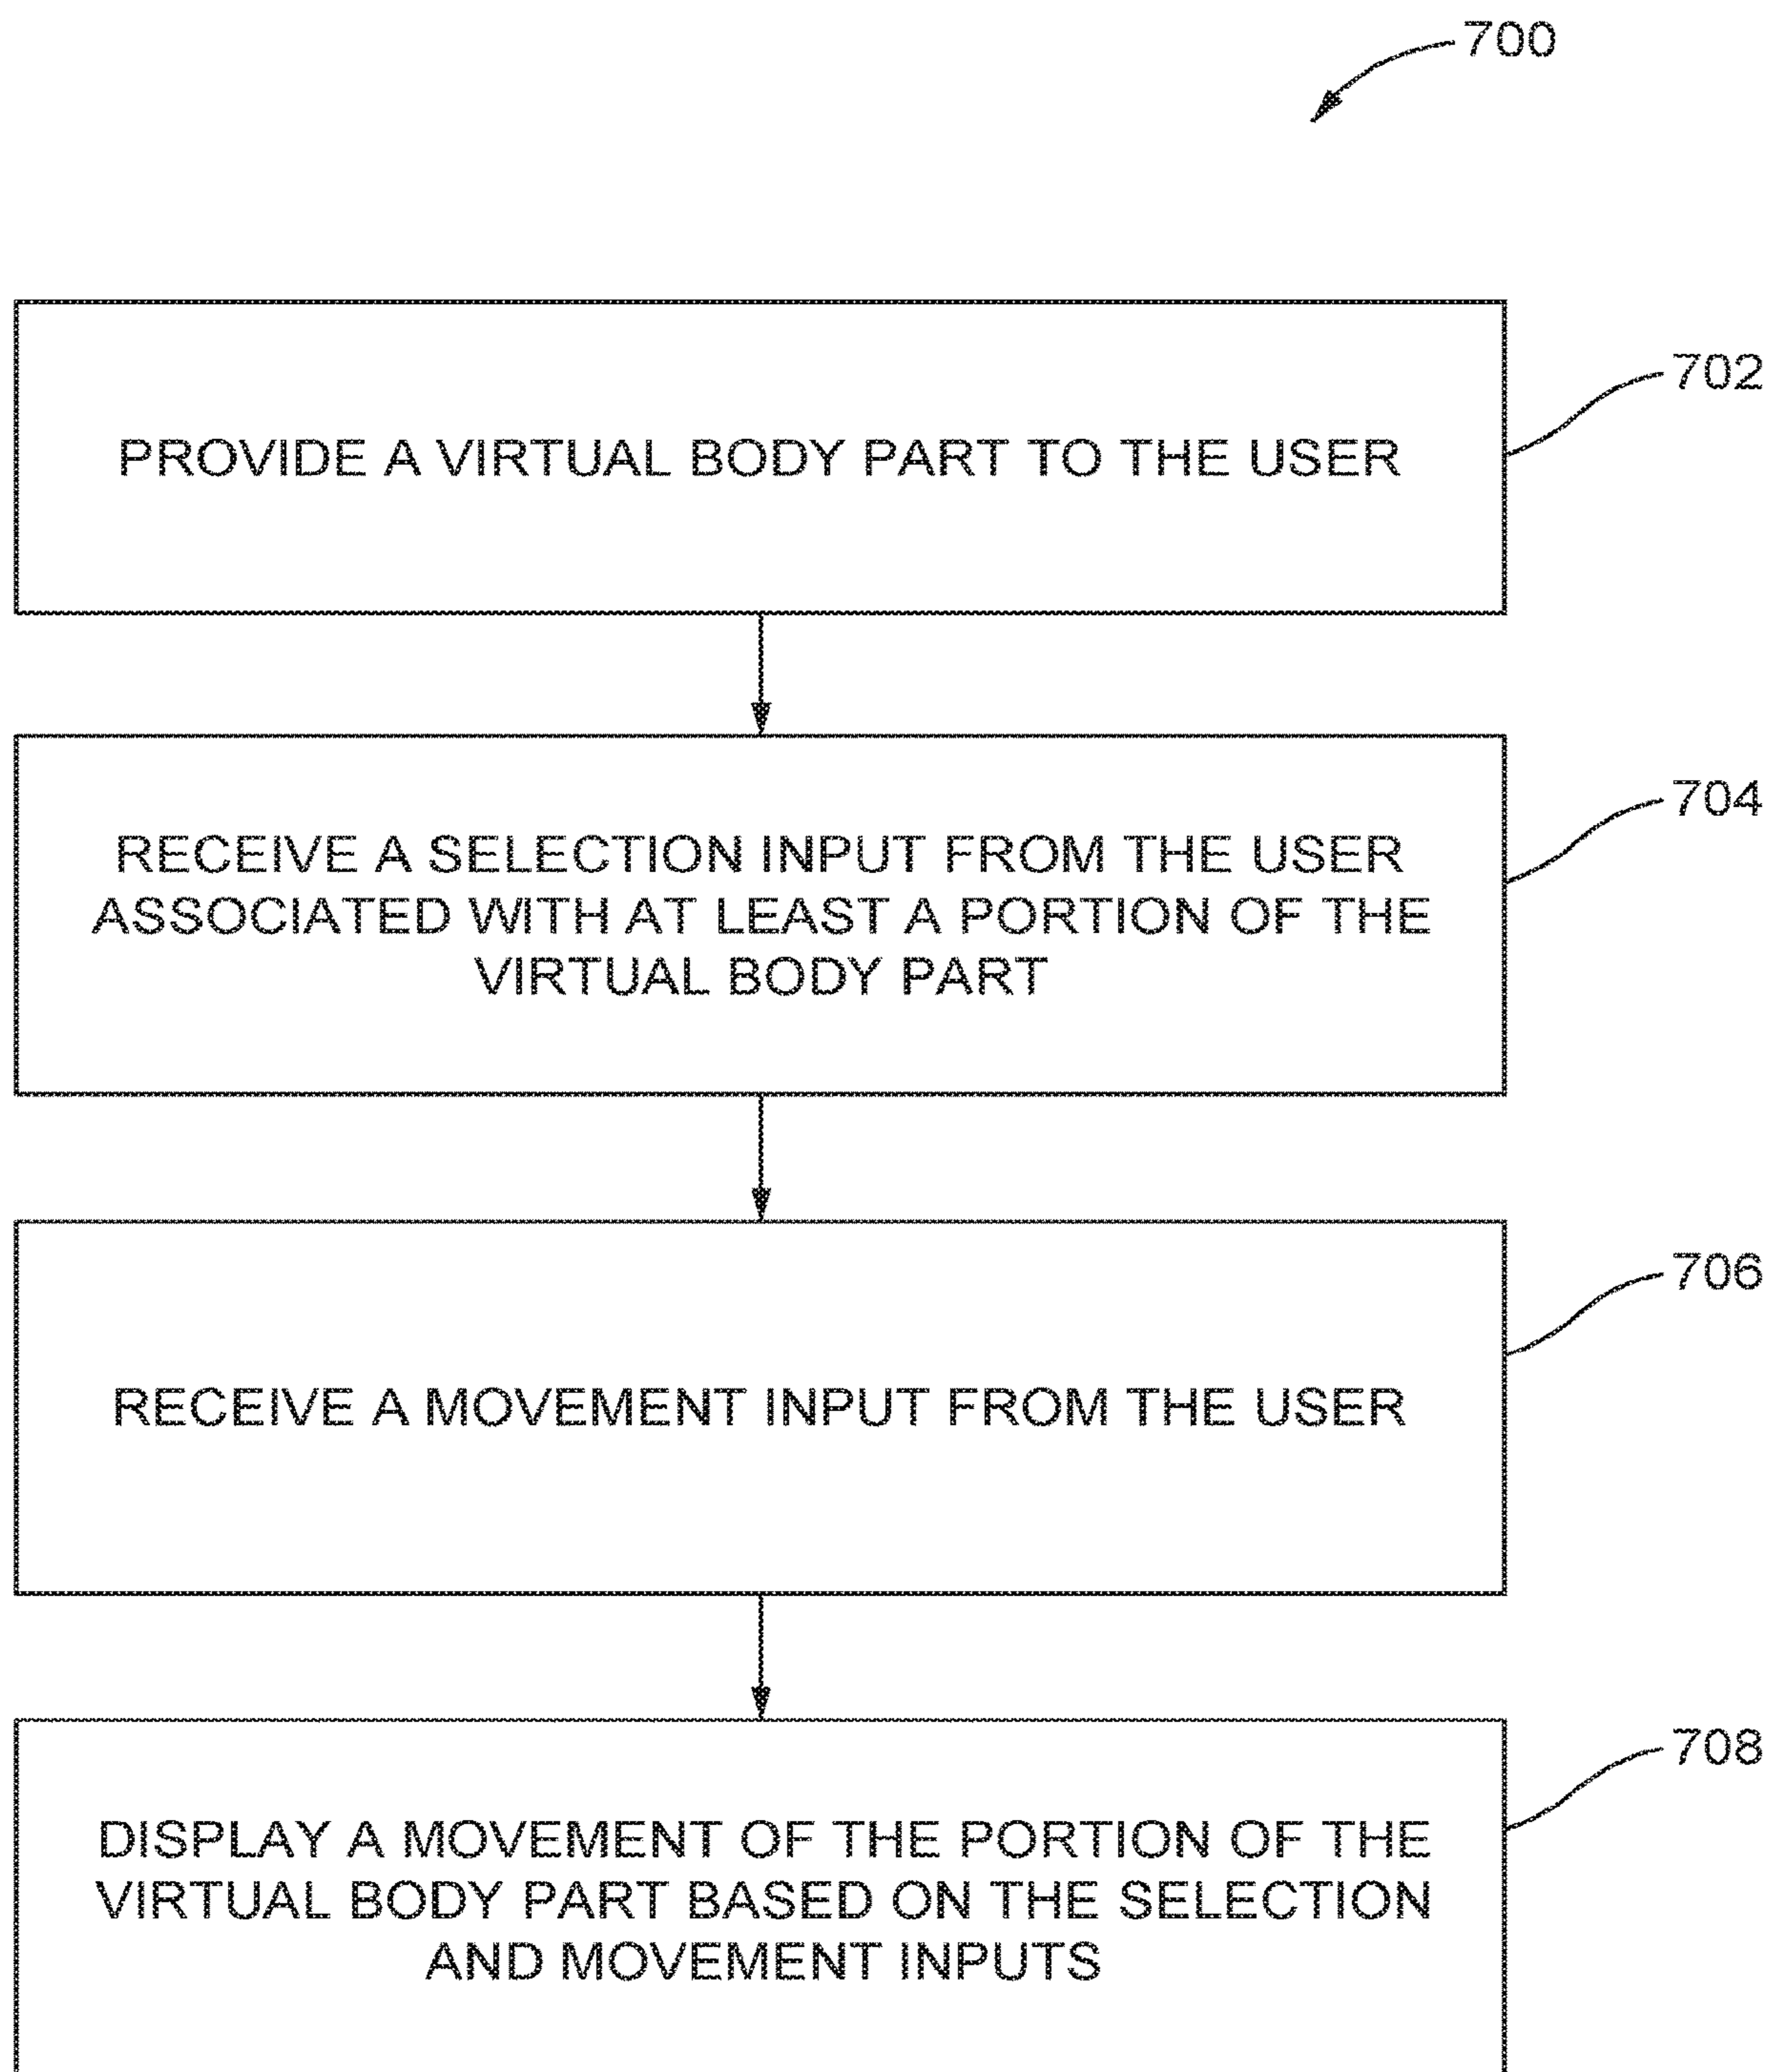 700
702
PROVIDE A VIRTUAL BODY PART TO THE USER
704
RECEIVE A SELECTION INPUT FROM THE USER
ASSOCIATED WITH AT LEAST A PORTION OF THE
VIRTUAL BODY PART
706
RECEIVE A MOVEMENT INPUT FROM THE USER
708
DISPLAY A MOVEMENT OF THE PORTION OF THE
VIRTUAL BODY PART BASED ON THE SELECTION
AND MOVEMENT INPUTS